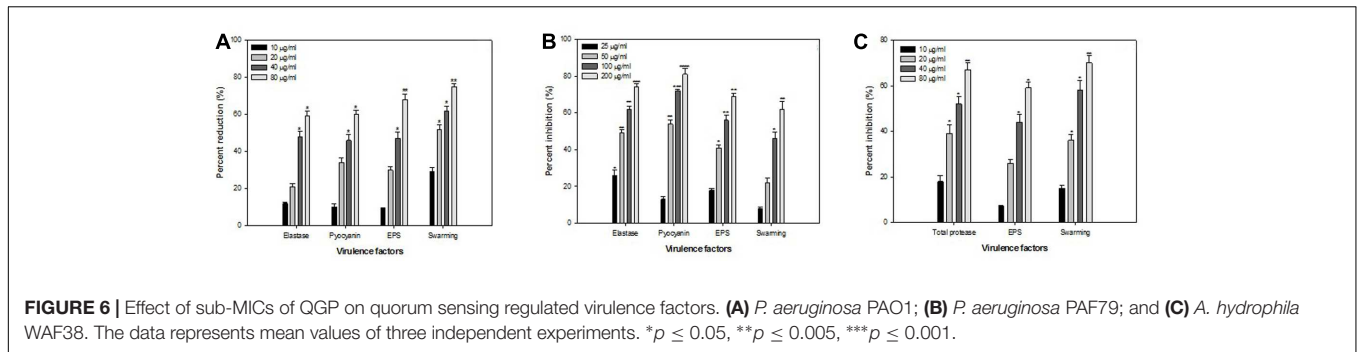 A
Percent reduction (%)
100
80
60
40
20
0
10 µg/ml
20 µg/ml
40 µg/ml
80 µg/ml
Elastase Pyocyanin EPS Swarming
Virulence factors
B
Percent inhibition (%)
100
80
60
40
20
0
25 µg/ml
50 µg/ml
100 µg/ml
200 µg/ml
Elastase Pyocyanin EPS Swarming
Virulence factors
C
Percent inhibition (%)
80
60
40
20
0
10 µg/ml
20 µg/ml
40 µg/ml
80 µg/ml
Total protease EPS Swarming
Virulence factors
FIGURE 6 | Effect of sub-MICs of QGP on quorum sensing regulated virulence factors. (A) P. aeruginosa PAO1; (B) P. aeruginosa PAF79; and (C) A. hydrophila
WAF38. The data represents mean values of three independent experiments. *p ≤ 0.05, **p ≤ 0.005, ***p ≤ 0.001.